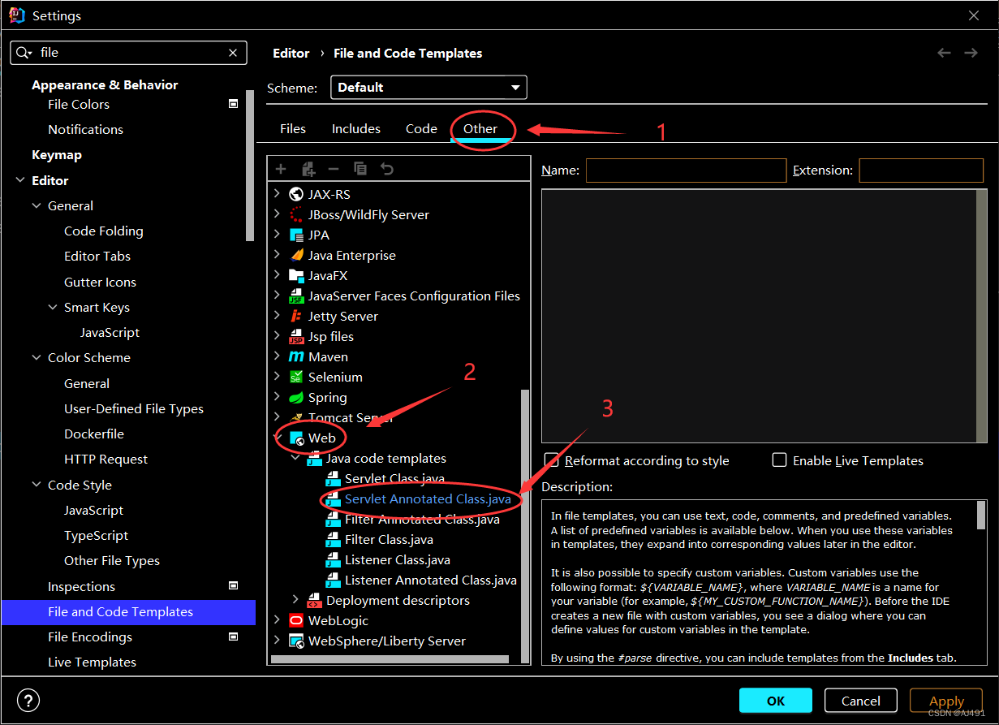 Settings
file
Appearance & Behavior
File Colors
Notifications
Keymap
Editor
General
Code Folding
Editor Tabs
Gutter Icons
Smart Keys
JavaScript
Color Scheme
General
User-Defined File Types
Dockerfile
HTTP Request
Code Style
JavaScript
TypeScript
Other File Types
Inspections
File and Code Templates
File Encodings
Live Templates
Editor › File and Code Templates
Scheme: Default
Files Includes Code Other 1
JAX-RS
JBoss/WildFly Server
JPA
Java Enterprise
JavaFX
JavaServer Faces Configuration Files
Jetty Server
Jsp files
Maven
Selenium
Spring
Tomcat Server
2
Web
Java code templates
Servlet Class.java
Servlet Annotated Class.java
3
Filter Annotated Class.java
Filter Class.java
Listener Class.java
Listener Annotated Class.java
Deployment descriptors
WebLogic
WebSphere/Liberty Server
Name: Extension:
Reformat according to style Enable Live Templates
Description:
In file templates, you can use text, code, comments, and predefined variables.
A list of predefined variables is available below. When you use these variables
in templates, they expand into corresponding values later in the editor.
It is also possible to specify custom variables. Custom variables use the
following format: ${VARIABLE_NAME}, where VARIABLE_NAME is a name for
your variable (for example, ${MY_CUSTOM_FUNCTION_NAME}). Before the IDE
creates a new file with custom variables, you see a dialog where you can
define values for custom variables in the template.
By using the #parse directive, you can include templates from the Includes tab.
? OK Cancel Apply
CSDN @AJ491